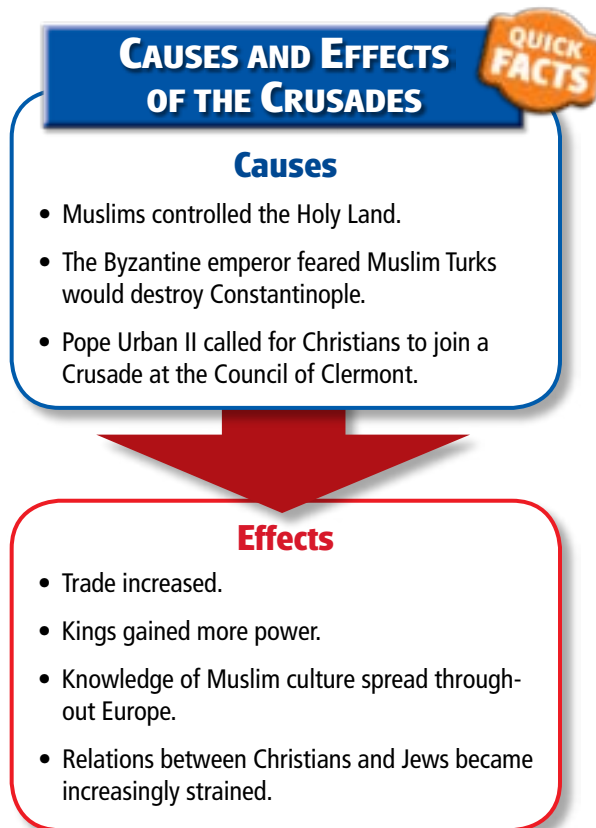 QUICK
FACTS
CAUSES AND EFFECTS
OF THE CRUSADES
Causes
• Muslims controlled the Holy Land.
• The Byzantine emperor feared Muslim Turks
would destroy Constantinople.
• Pope Urban II called for Christians to join a
Crusade at the Council of Clermont.
Effects
• Trade increased.
• Kings gained more power.
• Knowledge of Muslim culture spread through-
out Europe.
• Relations between Christians and Jews became
increasingly strained.